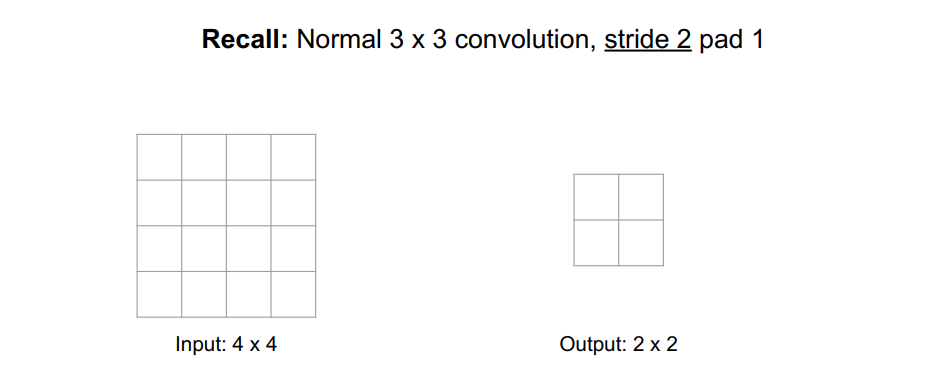 Recall: Normal 3 x 3 convolution, stride 2 pad 1
Input: 4 x 4
Output: 2 x 2